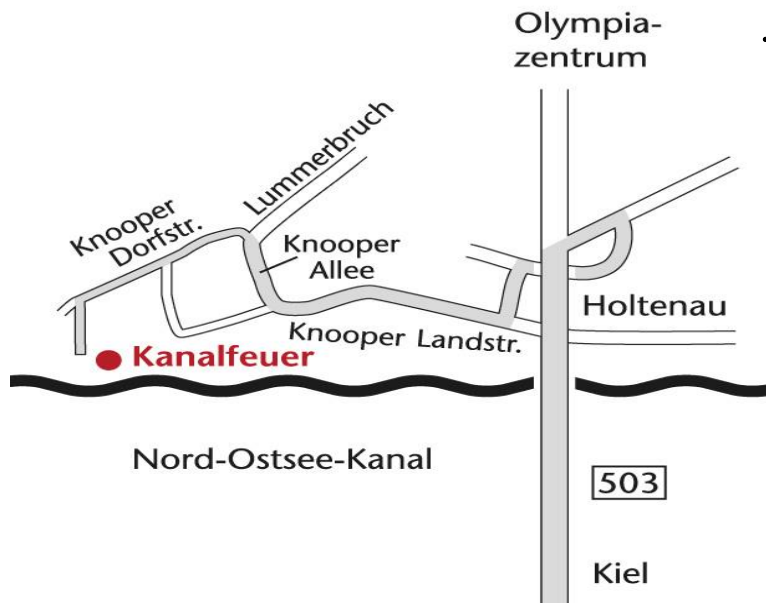 Olympia-
zentrum
Lummerbruch
Knooper
Dorfstr.
Knooper
Allee
Holtenau
Knooper Landstr.
Kanalfeuer
Nord-Ostsee-Kanal
503
Kiel